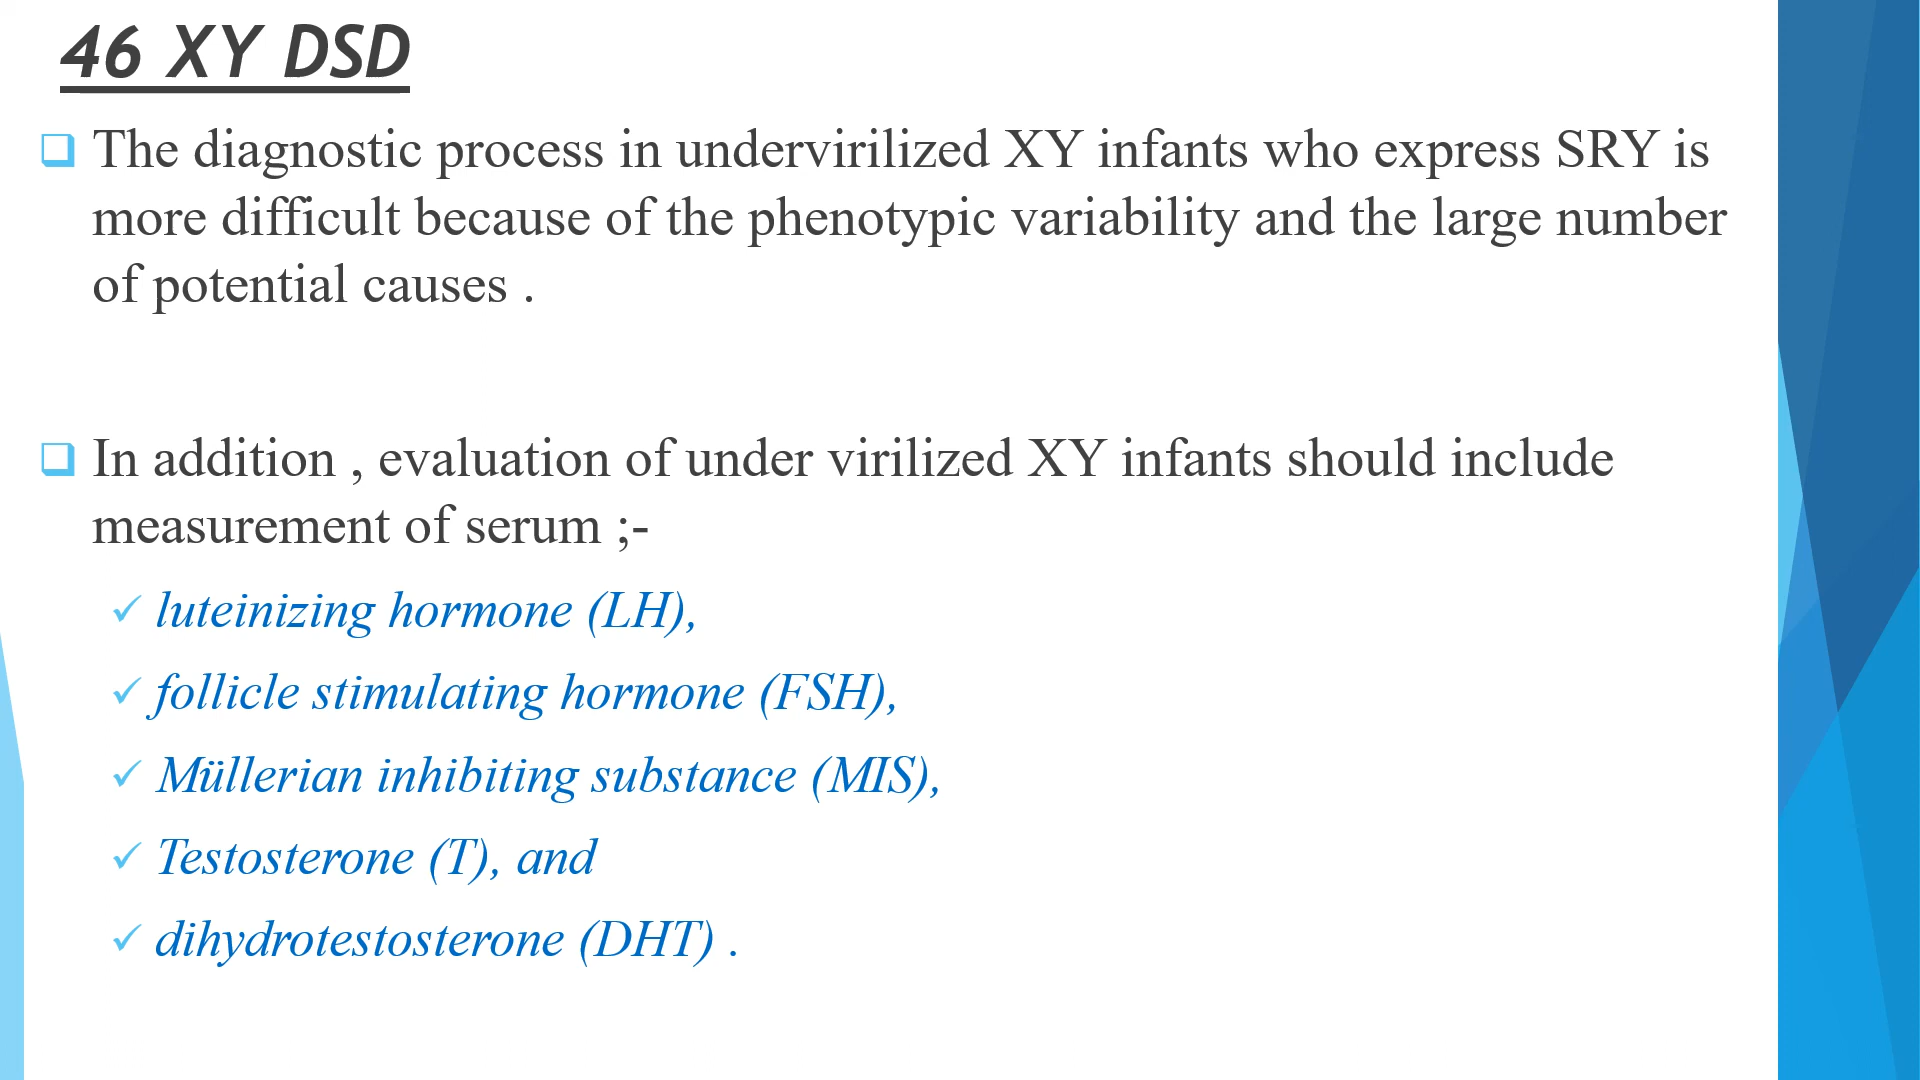 46 XY DSD
The diagnostic process in undervirilized XY infants who express SRY is
more difficult because of the phenotypic variability and the large number
of potential causes .
In addition , evaluation of under virilized XY infants should include
measurement of serum ;-
luteinizing hormone (LH),
follicle stimulating hormone (FSH),
Müllerian inhibiting substance (MIS),
Testosterone (T), and
dihydrotestosterone (DHT) .